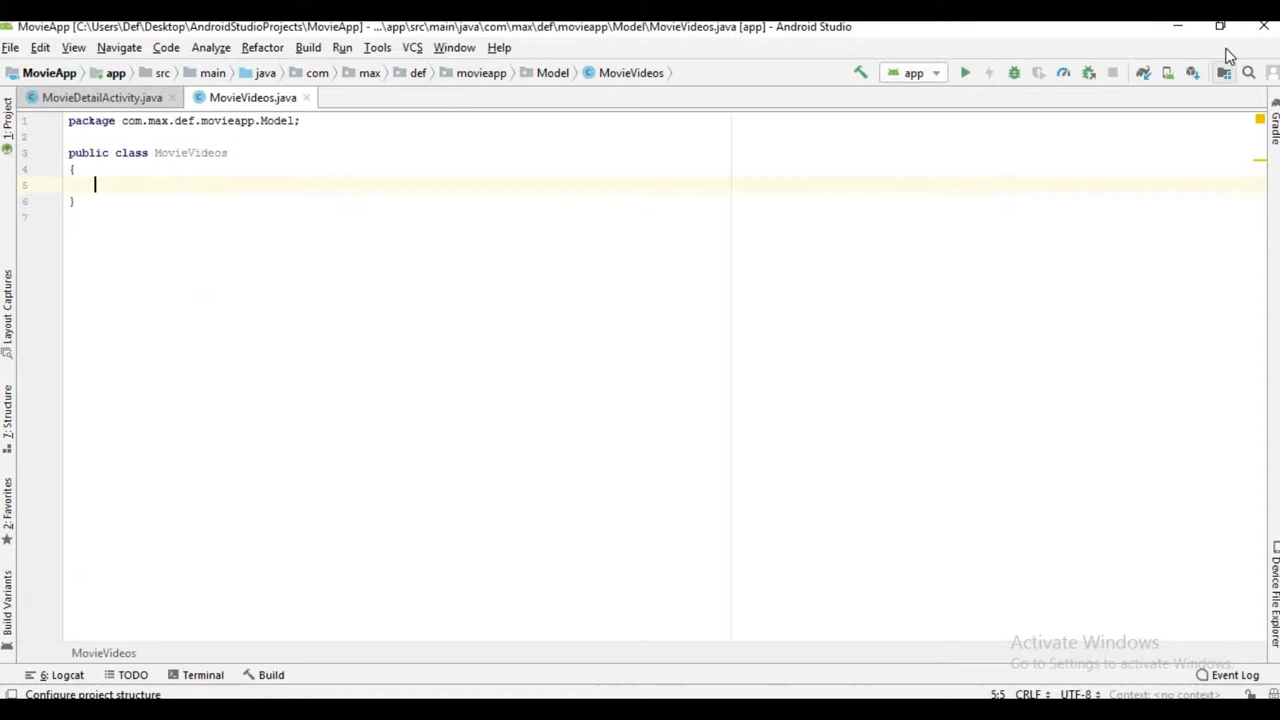 MovieApp [C:\Users\Def\Desktop\AndroidStudioProjects\MovieApp] - ...\app\src\main\java\com\max\def\movieapp\Model\MovieVideos.java [app] - Android Studio
File Edit View Navigate Code Analyze Refactor Build Run Tools VCS Window Help
MovieApp app src main java com max def movieapp Model MovieVideos app
MovieDetailActivity.java MovieVideos.java
1: Project
Gradle
1 package com.max.def.movieapp.Model;
2
3 public class MovieVideos
4 {
5
6 }
7
Layout Captures
7: Structure
2: Favorites
Build Variants
Device File Explorer
Activate Windows
Go to Settings to activate Windows.
MovieVideos
6: Logcat TODO Terminal Build Event Log
Configure project structure 5:5 CRLF UTF-8 Context: <no context>